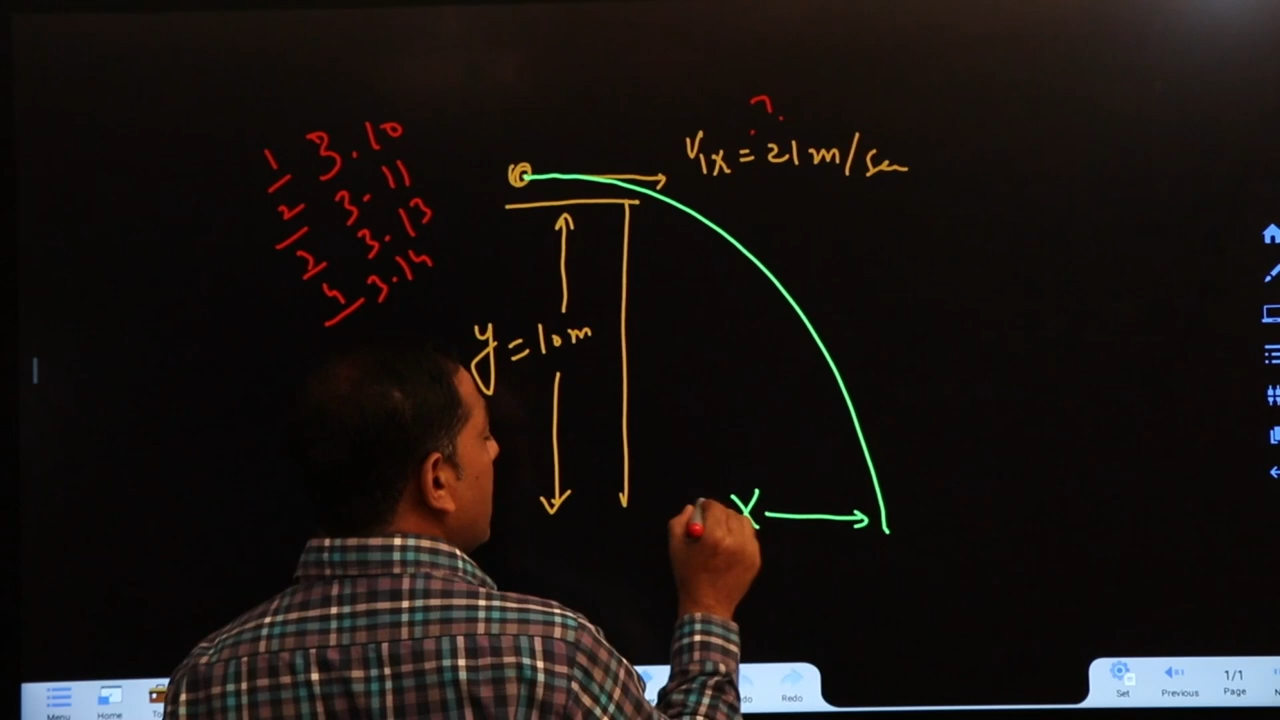 1 3.10
2 3.11
2 3.13
4 3.14
?
V1x = 21 m/sec
y = 10 m
X
Menu
Home
Redo
Set
Previous
1/1
Page